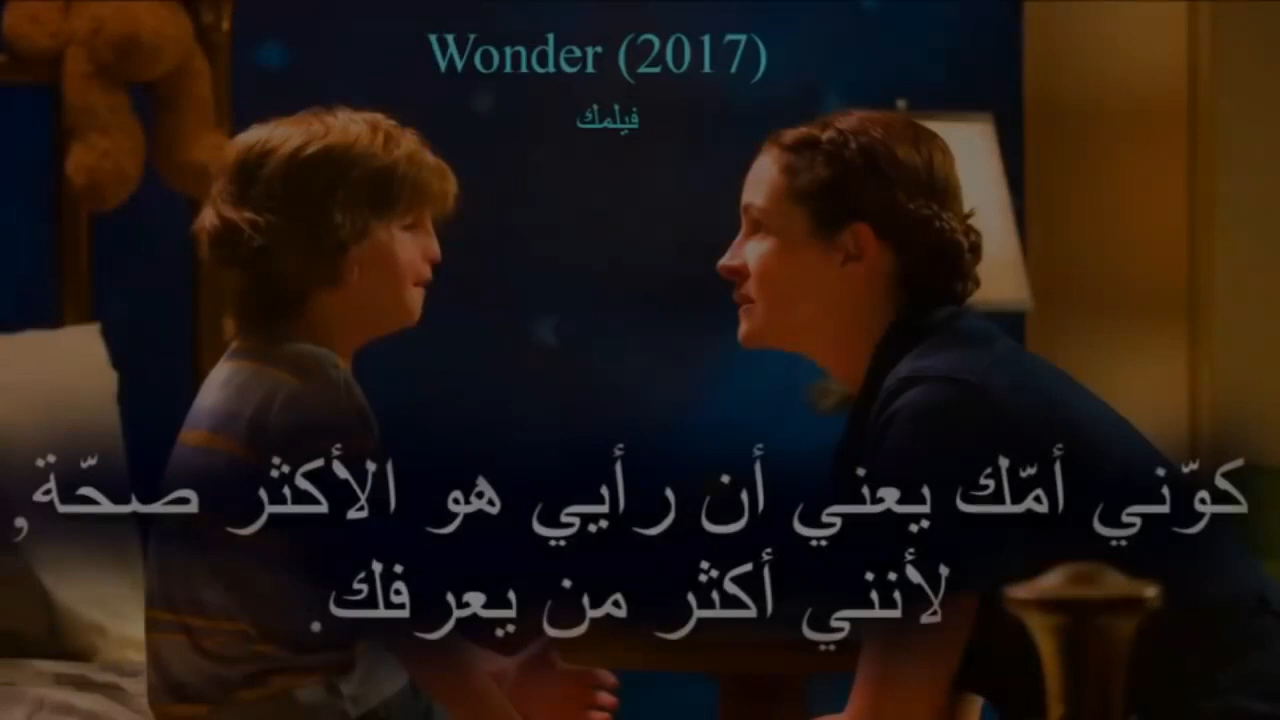 Wonder (2017)
فيلمك
كوّني أمّك يعني أن رأيي هو الأكثر صحّة,
لأنني أكثر من يعرفك.